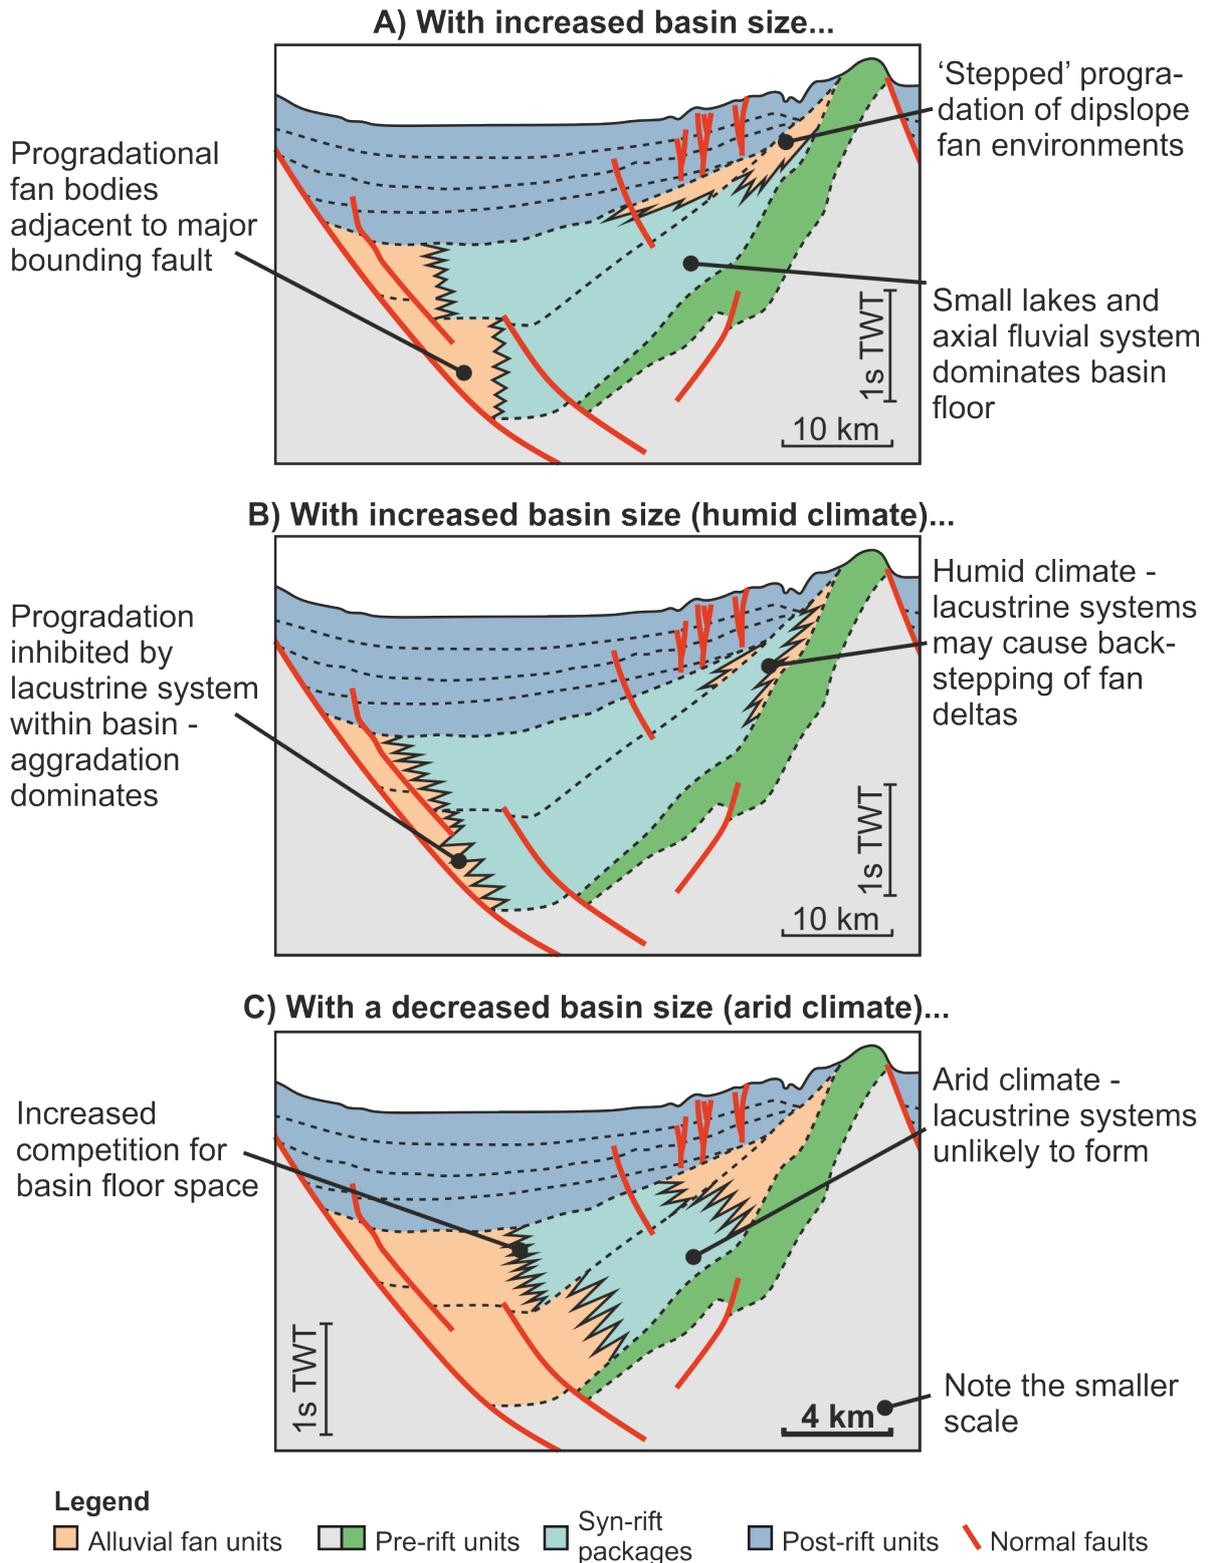 A) With increased basin size...
'Stepped' progra-
dation of dipslope
fan environments
Progradational
fan bodies
adjacent to major
bounding fault
Small lakes and
axial fluvial system
dominates basin
floor
1s TWT
10 km
B) With increased basin size (humid climate)...
Humid climate -
lacustrine systems
may cause back-
stepping of fan
deltas
Progradation
inhibited by
lacustrine system
within basin -
aggradation
dominates
1s TWT
10 km
C) With a decreased basin size (arid climate)...
Arid climate -
lacustrine systems
unlikely to form
Increased
competition for
basin floor space
1s TWT
4 km
Note the smaller
scale
Legend
Alluvial fan units
Pre-rift units
Syn-rift
packages
Post-rift units
Normal faults